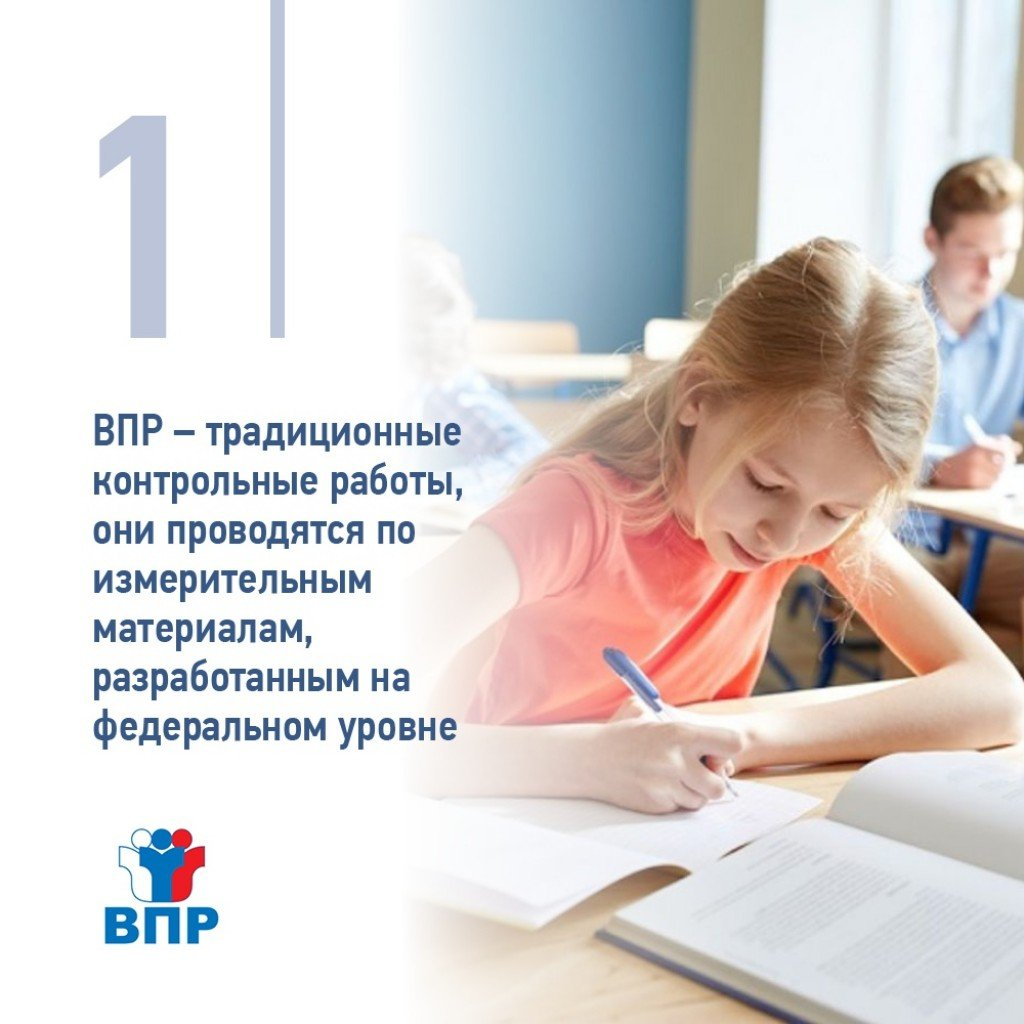 1
ВПР – традиционные
контрольные работы,
они проводятся по
измерительным
материалам,
разработанным на
федеральном уровне
ВПР